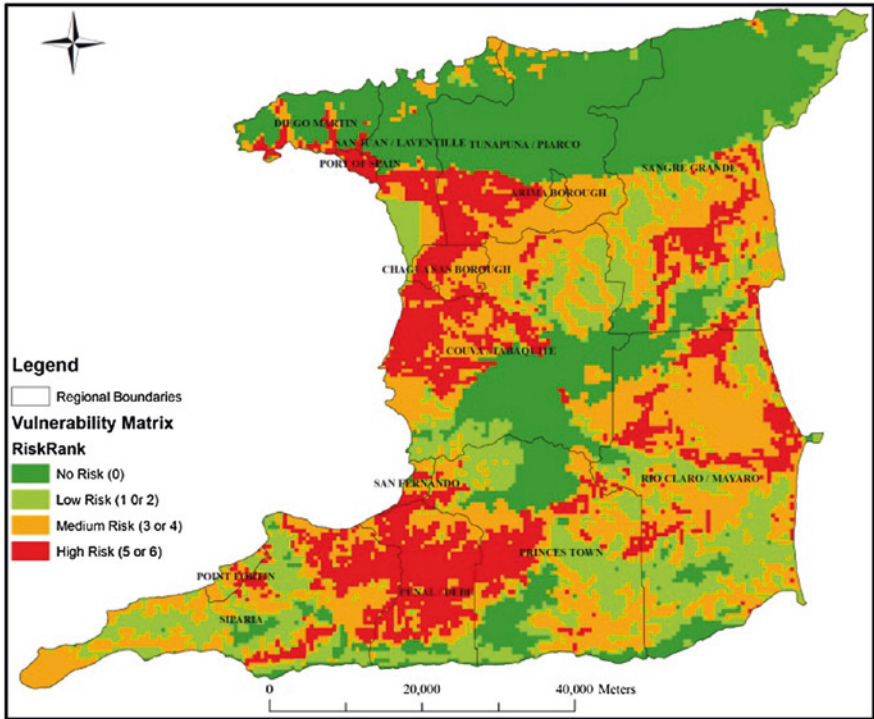 DIEGO MARTIN
SAN JUAN / LAVENTILLE
TUNAPUNA / PIARCO
PORT OF SPAIN
SANGRE GRANDE
ARIMA BOROUGH
CHAGUANAS BOROUGH
COUVA / TABAQUITE
Legend
Regional Boundaries
Vulnerability Matrix
RiskRank
No Risk (0)
Low Risk (1 0r 2)
Medium Risk (3 or 4)
High Risk (5 or 6)
SAN FERNANDO
RIO CLARO / MAYARO
PRINCES TOWN
POINT FORTIN
PENAL / DEBE
SIPARIA
0 20,000 40,000 Meters